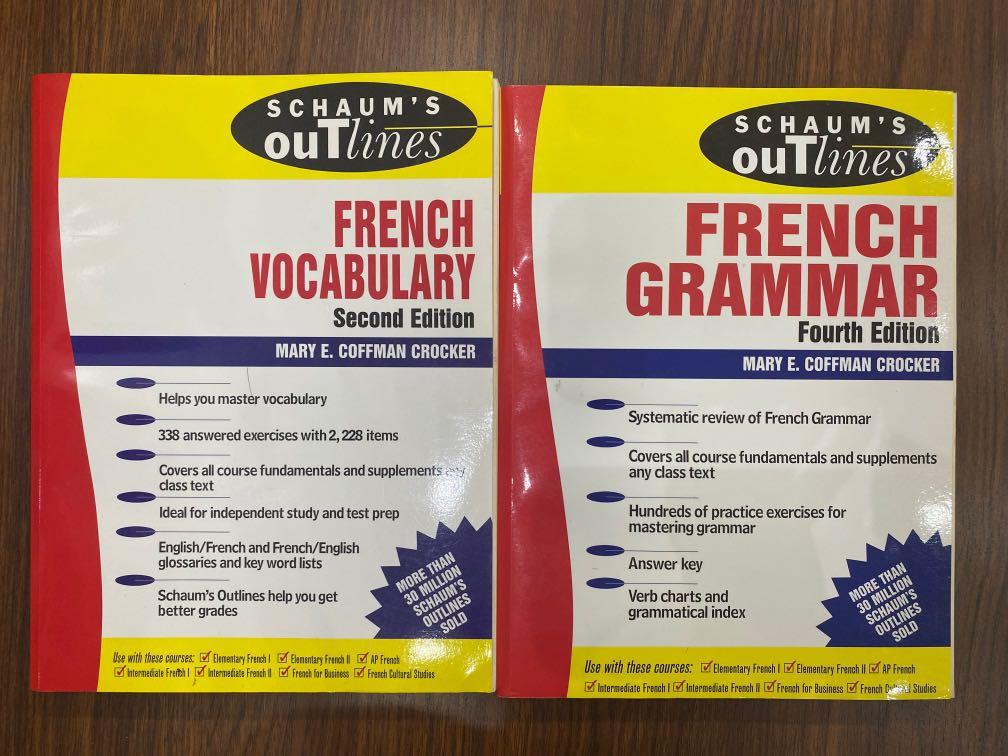 SCHAUM'S
ouTlines
FRENCH
VOCABULARY
Second Edition
MARY E. COFFMAN CROCKER
Helps you master vocabulary
338 answered exercises with 2,228 items
Covers all course fundamentals and supplements any
class text
Ideal for independent study and test prep
English/French and French/English
glossaries and key word lists
Schaum's Outlines help you get
better grades
MORE THAN
30 MILLION
SCHAUM'S
OUTLINES
SOLD
Use with these courses: Elementary French I Elementary French II AP French
Intermediate French I Intermediate French II French for Business French Cultural Studies
SCHAUM'S
ouTlines
FRENCH
GRAMMAR
Fourth Edition
MARY E. COFFMAN CROCKER
Systematic review of French Grammar
Covers all course fundamentals and supplements
any class text
Hundreds of practice exercises for
mastering grammar
Answer key
Verb charts and
grammatical index
MORE THAN
30 MILLION
SCHAUM'S
OUTLINES
SOLD
Use with these courses: Elementary French I Elementary French II AP French
Intermediate French I Intermediate French II French for Business French Cultural Studies